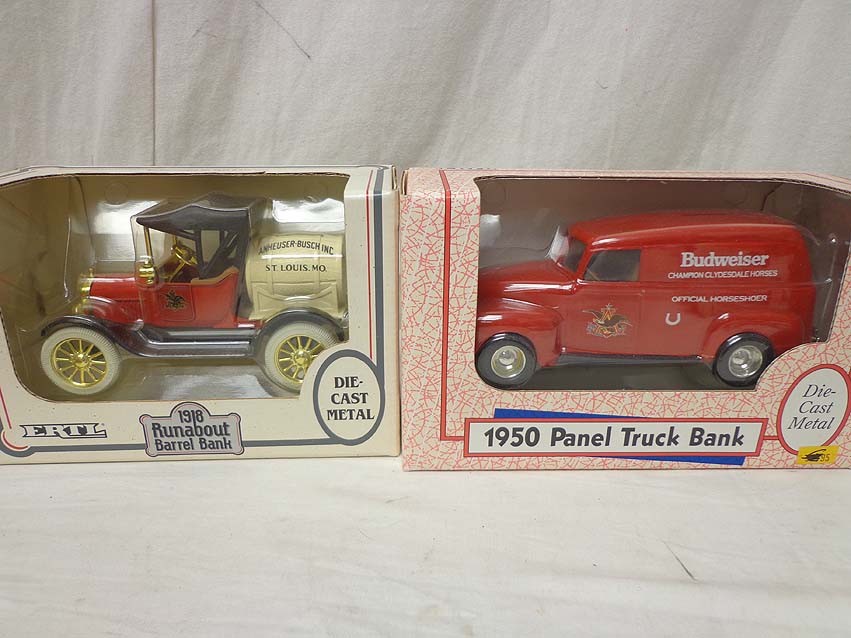 ANHEUSER-BUSCH INC
ST. LOUIS. MO.
DIE-
CAST
METAL
ERTL
1918
Runabout
Barrel Bank
Budweiser
CHAMPION CLYDESDALE HORSES
OFFICIAL HORSESHOER
1950 Panel Truck Bank
Die-
Cast
Metal